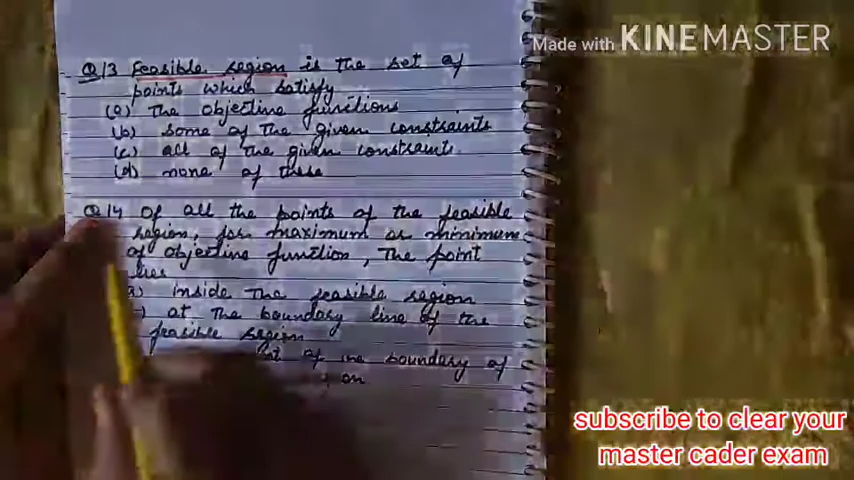 Made with KINEMASTER
Q13 Feasible region is the set of
points which satisfy
(a) The objective functions
(b) some of the given constraints
(c) all of the given constraint
(d) none of these
Q14 Of all the points of the feasible
region, for maximum or minimum
of objective function, The point
lies
inside the feasible region
at the boundary line of the
feasible region
of the boundary of
subscribe to clear your
master cader exam